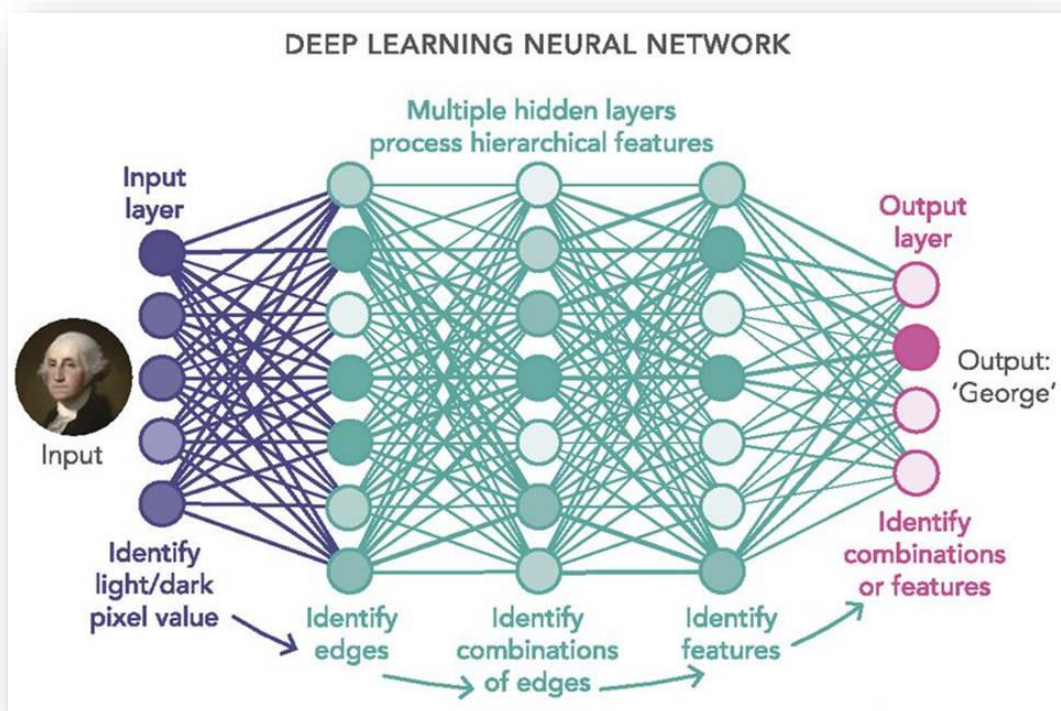 DEEP LEARNING NEURAL NETWORK
Multiple hidden layers
process hierarchical features
Input
layer
Output
layer
Input
Output:
'George'
Identify
light/dark
pixel value
Identify
edges
Identify
combinations
of edges
Identify
features
Identify
combinations
or features